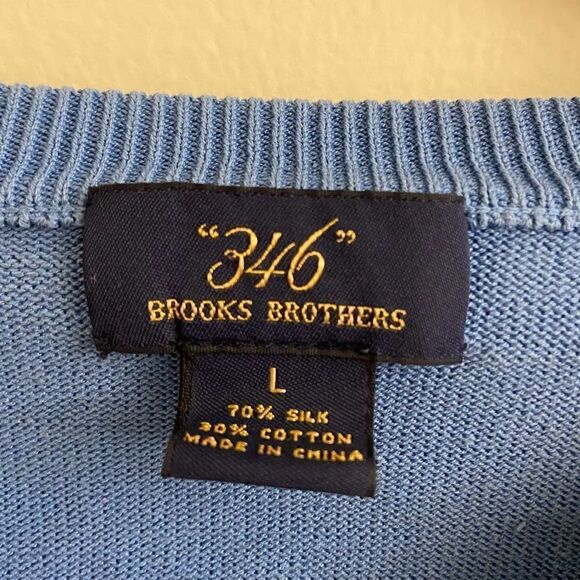 "346"
BROOKS BROTHERS
L
70% SILK
30% COTTON
MADE IN CHINA